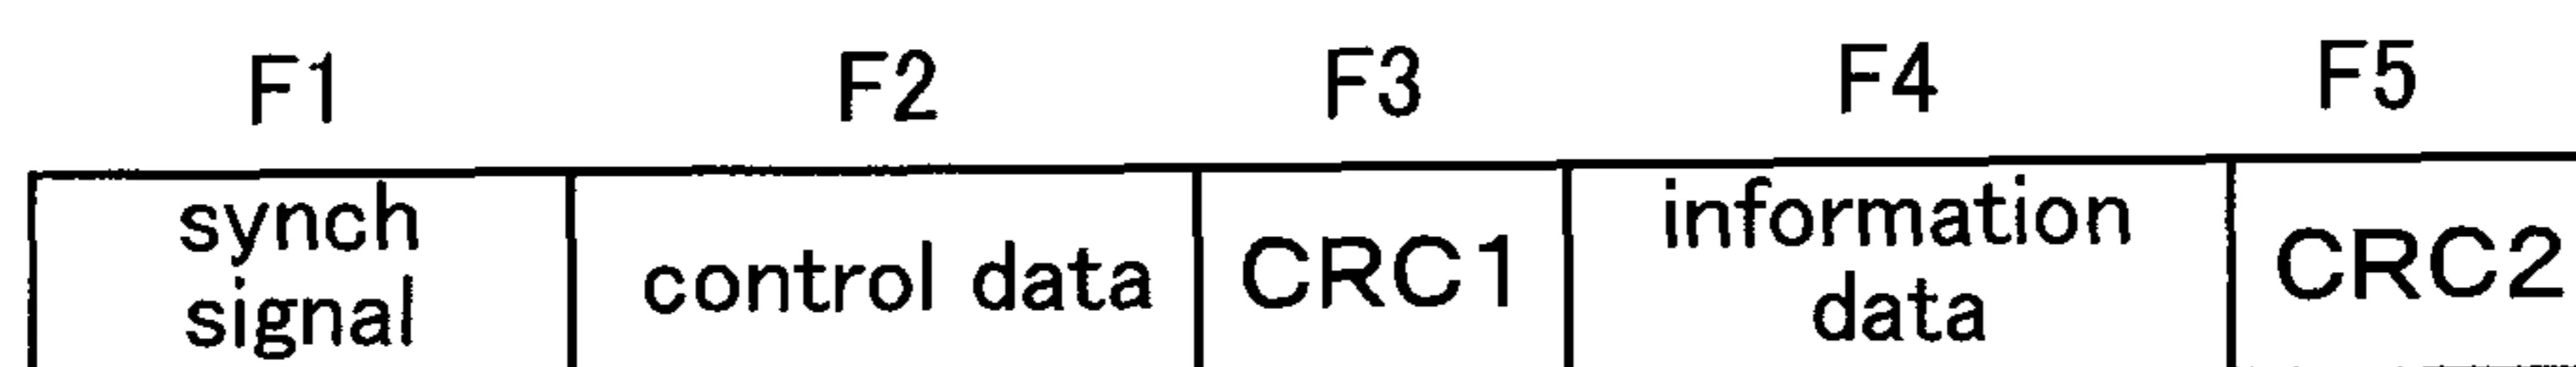 F1 F2 F3 F4 F5
synch signal
control data
CRC1
information data
CRC2